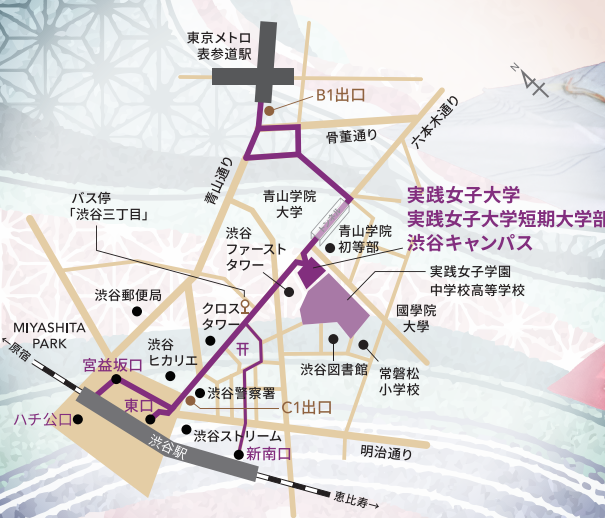 東京メトロ
表参道駅
B1出口
N
骨董通り
六本木通り
青山通り
青山学院
大学
実践女子大学
実践女子大学短期大学部
渋谷キャンパス
バス停
「渋谷三丁目」
渋谷
ファースト
タワー
青山学院
初等部
実践女子学園
中学校高等学校
渋谷郵便局
クロス
タワー
國學院
大學
MIYASHITA
PARK
←原宿
渋谷
ヒカリエ
宮益坂口
渋谷図書館
常磐松
小学校
渋谷警察署
C1出口
東口
ハチ公口
渋谷駅
渋谷ストリーム
新南口
明治通り
恵比寿→